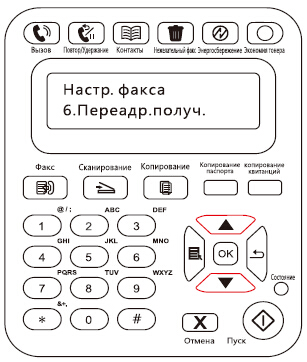 Вызов Повтор/Удержание Контакты Нежелательный факс Энергосбережение Экономия тонера
Настр. факса
6.Переадр.получ.
Факс Сканирование Копирование Копирование паспорта копирование квитанций
@/: ABC DEF
1 2 3
GHI JKL MNO
4 5 6
OK
PQRS TUV WXYZ
7 8 9
Состояние
&+,
* 0 #
X
Отмена Пуск